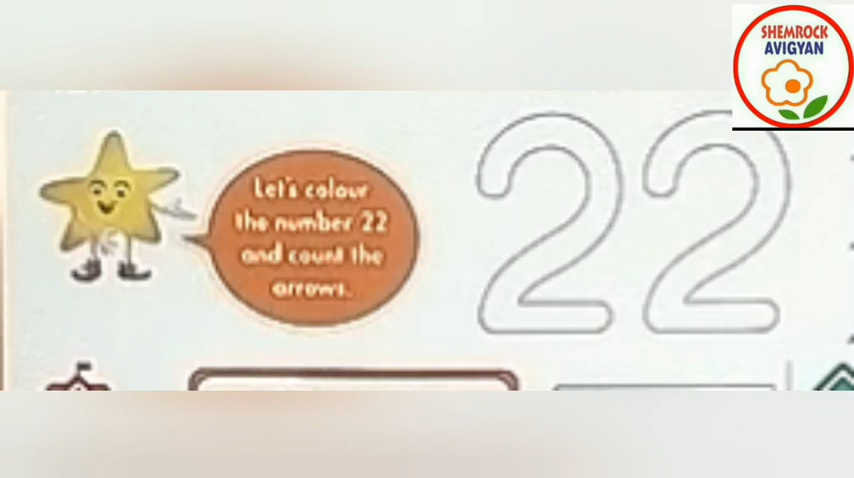 SHEMROCK
AVIGYAN
Let's colour
the number 22
and count the
arrows.
22